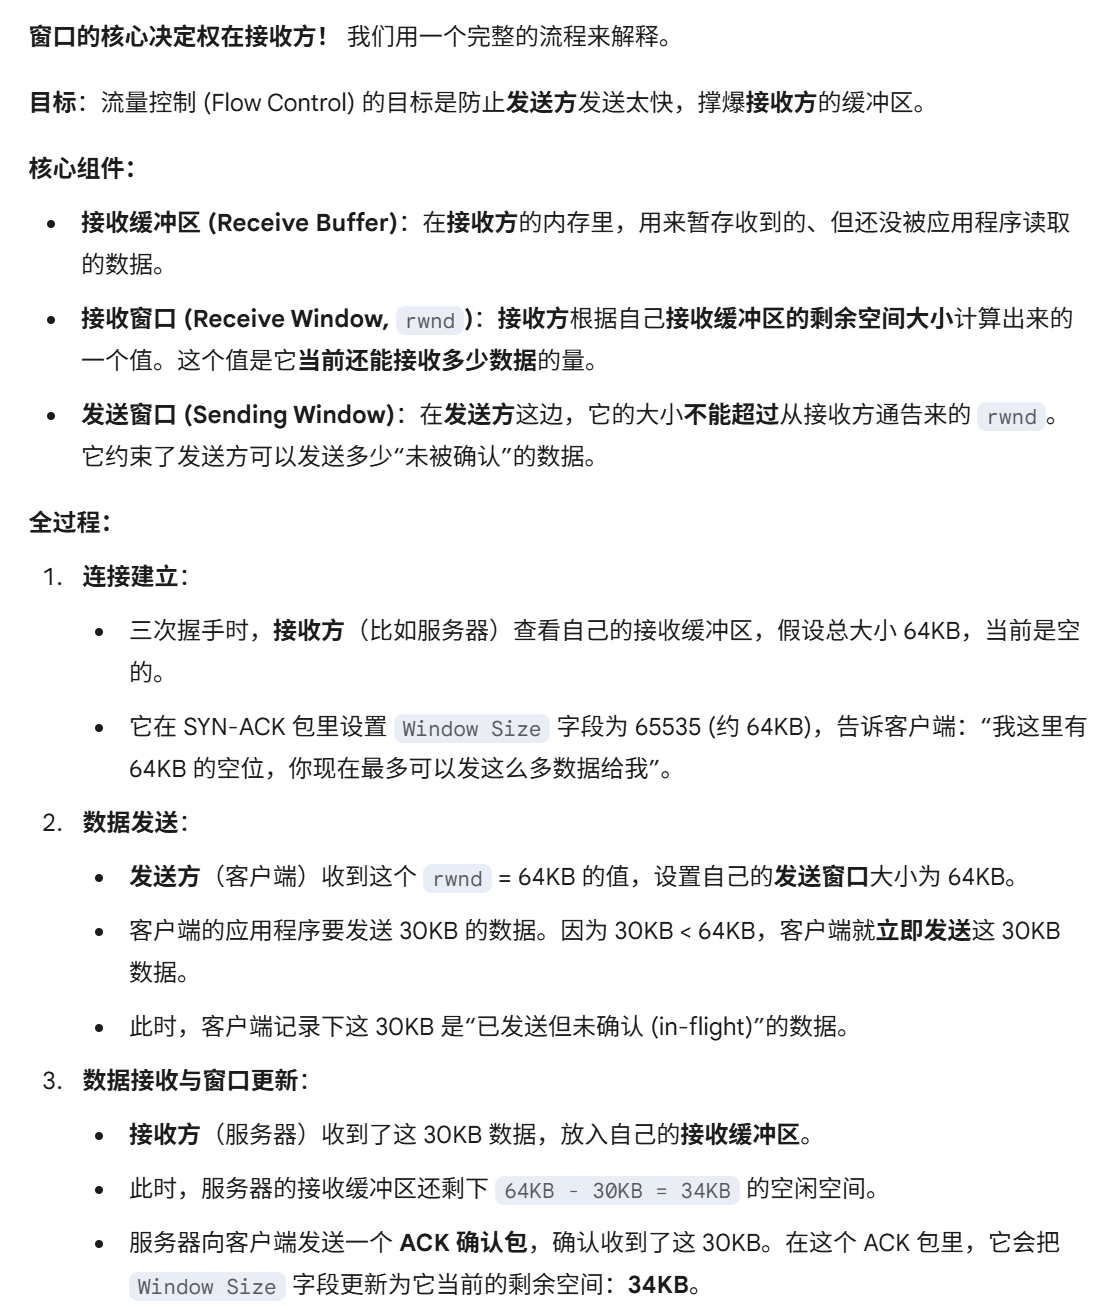 窗口的核心决定权在接收方！ 我们用一个完整的流程来解释。
目标：流量控制 (Flow Control) 的目标是防止发送方发送太快，撑爆接收方的缓冲区。
核心组件：
• 接收缓冲区 (Receive Buffer)：在接收方的内存里，用来暂存收到的、但还没被应用程序读取
的数据。
• 接收窗口 (Receive Window, rwnd )：接收方根据自己接收缓冲区的剩余空间大小计算出来的
一个值。这个值是它当前还能接收多少数据的量。
• 发送窗口 (Sending Window)：在发送方这边，它的大小不能超过从接收方通告来的 rwnd 。
它约束了发送方可以发送多少“未被确认”的数据。
全过程：
1. 连接建立：
• 三次握手时，接收方（比如服务器）查看自己的接收缓冲区，假设总大小 64KB，当前是空
的。
• 它在 SYN-ACK 包里设置 Window Size 字段为 65535 (约 64KB)，告诉客户端：“我这里有
64KB 的空位，你现在最多可以发这么多数据给我”。
2. 数据发送：
• 发送方（客户端）收到这个 rwnd = 64KB 的值，设置自己的发送窗口大小为 64KB。
• 客户端的应用程序要发送 30KB 的数据。因为 30KB < 64KB，客户端就立即发送这 30KB
数据。
• 此时，客户端记录下这 30KB 是“已发送但未确认 (in-flight)”的数据。
3. 数据接收与窗口更新：
• 接收方（服务器）收到了这 30KB 数据，放入自己的接收缓冲区。
• 此时，服务器的接收缓冲区还剩下 64KB - 30KB = 34KB 的空闲空间。
• 服务器向客户端发送一个 ACK 确认包，确认收到了这 30KB。在这个 ACK 包里，它会把
Window Size 字段更新为它当前的剩余空间：34KB。